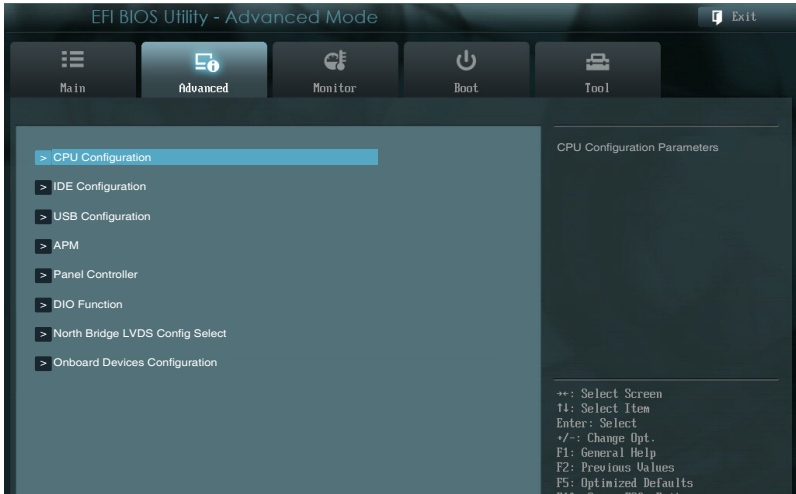 EFI BIOS Utility - Advanced Mode
Exit
Main
Advanced
Monitor
Boot
Tool
> CPU Configuration
> IDE Configuration
> USB Configuration
> APM
> Panel Controller
> DIO Function
> North Bridge LVDS Config Select
> Onboard Devices Configuration
CPU Configuration Parameters
→←: Select Screen
↑↓: Select Item
Enter: Select
+/-: Change Opt.
F1: General Help
F2: Previous Values
F5: Optimized Defaults